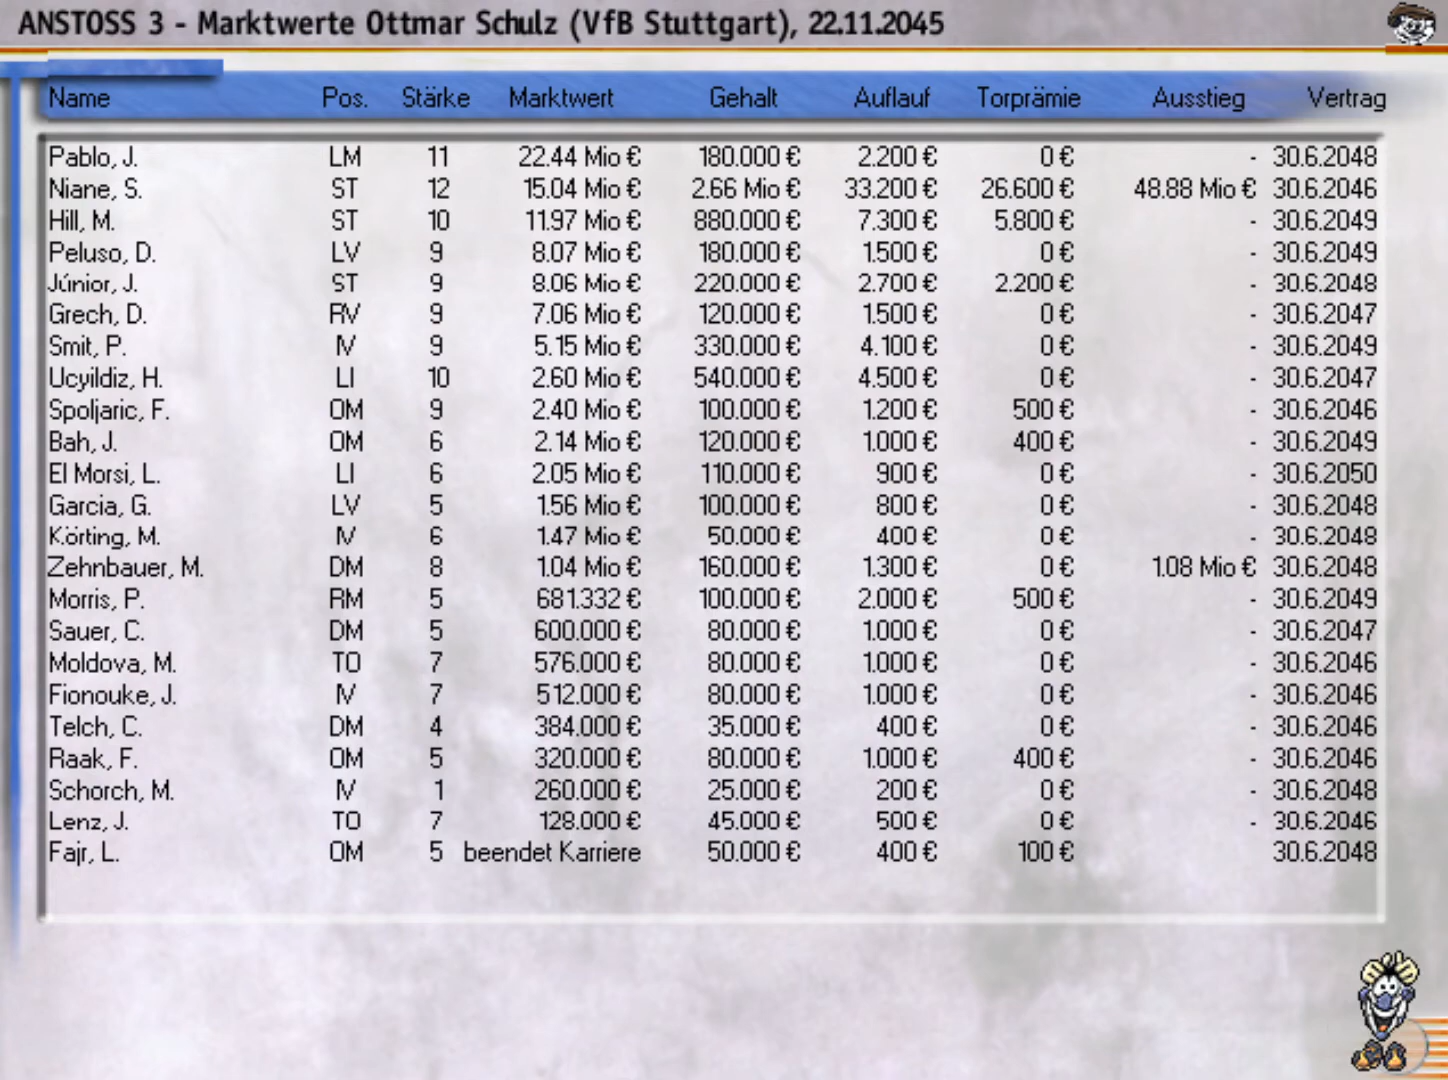 ANSTOSS 3 - Marktwerte Ottmar Schulz (VfB Stuttgart), 22.11.2045
Name Pos. Stärke Marktwert Gehalt Auflauf Torprämie Ausstieg Vertrag
Pablo, J. LM 11 22.44 Mio € 180.000 € 2.200 € 0 € - 30.6.2048
Niane, S. ST 12 15.04 Mio € 2.66 Mio € 33.200 € 26.600 € 48.88 Mio € 30.6.2046
Hill, M. ST 10 11.97 Mio € 880.000 € 7.300 € 5.800 € - 30.6.2049
Peluso, D. LV 9 8.07 Mio € 180.000 € 1.500 € 0 € - 30.6.2049
Júnior, J. ST 9 8.06 Mio € 220.000 € 2.700 € 2.200 € - 30.6.2048
Grech, D. RV 9 7.06 Mio € 120.000 € 1.500 € 0 € - 30.6.2047
Smit, P. IV 9 5.15 Mio € 330.000 € 4.100 € 0 € - 30.6.2049
Ucyildiz, H. LI 10 2.60 Mio € 540.000 € 4.500 € 0 € - 30.6.2047
Spoljaric, F. OM 9 2.40 Mio € 100.000 € 1.200 € 500 € - 30.6.2046
Bah, J. OM 6 2.14 Mio € 120.000 € 1.000 € 400 € - 30.6.2049
El Morsi, L. LI 6 2.05 Mio € 110.000 € 900 € 0 € - 30.6.2050
Garcia, G. LV 5 1.56 Mio € 100.000 € 800 € 0 € - 30.6.2048
Körting, M. IV 6 1.47 Mio € 50.000 € 400 € 0 € - 30.6.2048
Zehnbauer, M. DM 8 1.04 Mio € 160.000 € 1.300 € 0 € 1.08 Mio € 30.6.2048
Morris, P. RM 5 681.332 € 100.000 € 2.000 € 500 € - 30.6.2049
Sauer, C. DM 5 600.000 € 80.000 € 1.000 € 0 € - 30.6.2047
Moldova, M. TO 7 576.000 € 80.000 € 1.000 € 0 € - 30.6.2046
Fionouke, J. IV 7 512.000 € 80.000 € 1.000 € 0 € - 30.6.2046
Telch, C. DM 4 384.000 € 35.000 € 400 € 0 € - 30.6.2046
Raak, F. OM 5 320.000 € 80.000 € 1.000 € 400 € - 30.6.2046
Schorch, M. IV 1 260.000 € 25.000 € 200 € 0 € - 30.6.2048
Lenz, J. TO 7 128.000 € 45.000 € 500 € 0 € - 30.6.2046
Fajr, L. OM 5 beendet Karriere 50.000 € 400 € 100 € 30.6.2048